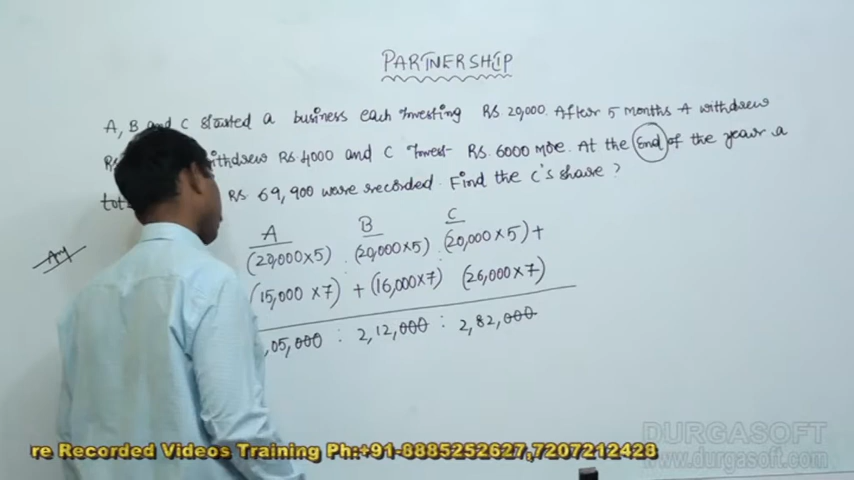 PARTNERSHIP
A, B and C started a business each investing RS. 20,000. After 5 months A withdrew
withdrew RS. 4000 and C invest RS. 6000 more. At the end of the year a
RS. 69,900 were recorded. Find the C's share?
A B C
(20,000×5) : (20,000×5) : (20,000×5) +
(15,000 ×7) + (16,000×7) (26,000×7)
05,000 : 2,12,000 : 2,82,000
re Recorded Videos Training Ph:+91-8885252627,7207212428
DURGASOFT
www.durgasoft.com